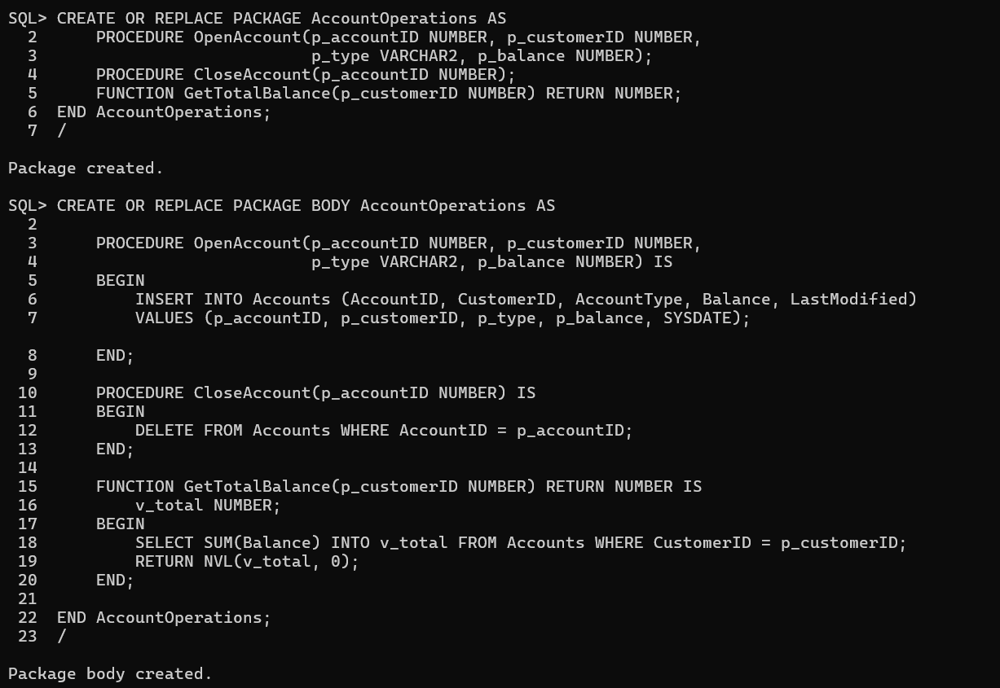 SQL> CREATE OR REPLACE PACKAGE AccountOperations AS
  2      PROCEDURE OpenAccount(p_accountID NUMBER, p_customerID NUMBER,
  3                            p_type VARCHAR2, p_balance NUMBER);
  4      PROCEDURE CloseAccount(p_accountID NUMBER);
  5      FUNCTION GetTotalBalance(p_customerID NUMBER) RETURN NUMBER;
  6  END AccountOperations;
  7  /
Package created.
SQL> CREATE OR REPLACE PACKAGE BODY AccountOperations AS
  2
  3      PROCEDURE OpenAccount(p_accountID NUMBER, p_customerID NUMBER,
  4                            p_type VARCHAR2, p_balance NUMBER) IS
  5      BEGIN
  6          INSERT INTO Accounts (AccountID, CustomerID, AccountType, Balance, LastModified)
  7          VALUES (p_accountID, p_customerID, p_type, p_balance, SYSDATE);
  8      END;
  9
 10      PROCEDURE CloseAccount(p_accountID NUMBER) IS
 11      BEGIN
 12          DELETE FROM Accounts WHERE AccountID = p_accountID;
 13      END;
 14
 15      FUNCTION GetTotalBalance(p_customerID NUMBER) RETURN NUMBER IS
 16          v_total NUMBER;
 17      BEGIN
 18          SELECT SUM(Balance) INTO v_total FROM Accounts WHERE CustomerID = p_customerID;
 19          RETURN NVL(v_total, 0);
 20      END;
 21
 22  END AccountOperations;
 23  /
Package body created.